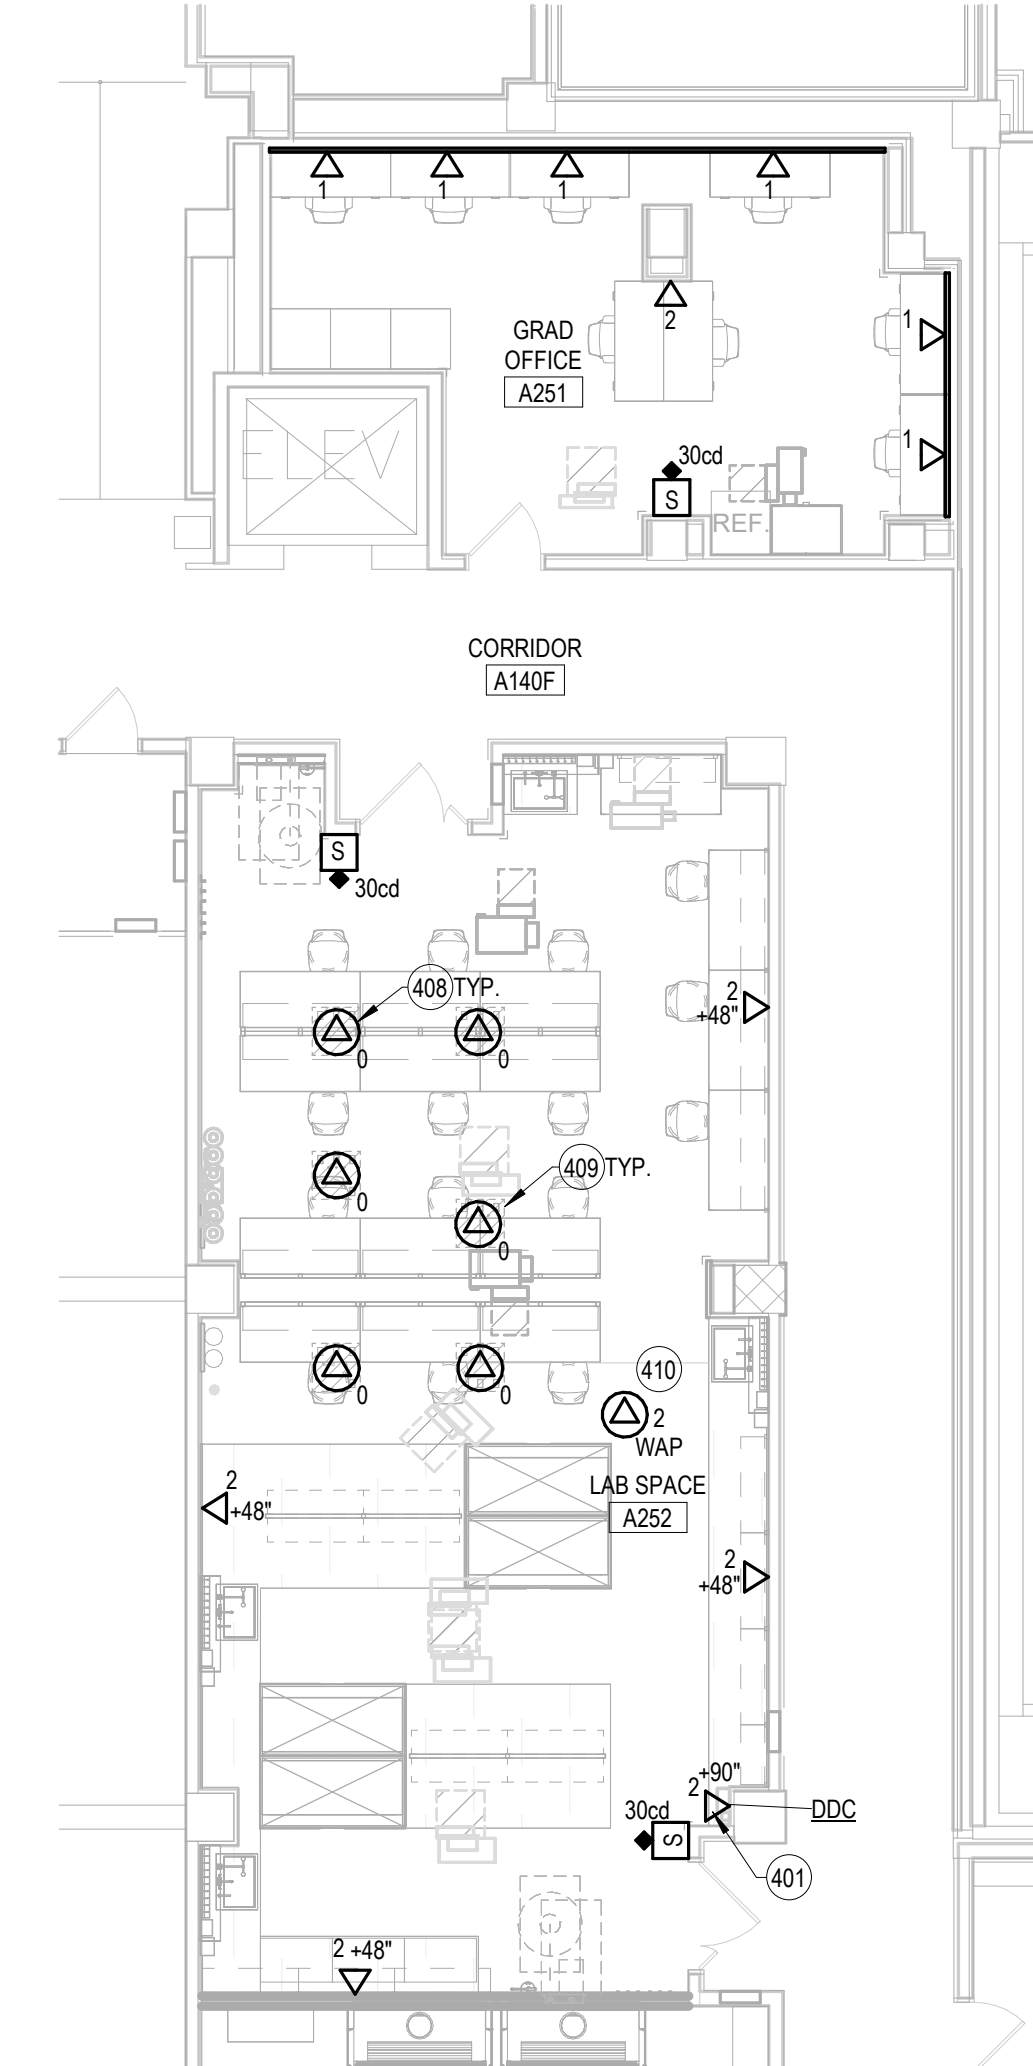 1
1
1
1
2
1
1
GRAD
OFFICE
A251
ELEV
30cd
S
REF.
CORRIDOR
A140F
S
30cd
408 TYP.
0
0
2
+48"
409 TYP.
0
0
0
0
410
2
WAP
LAB SPACE
A252
2
+48"
2
+48"
2 +90"
DDC
30cd
S
401
2 +48"